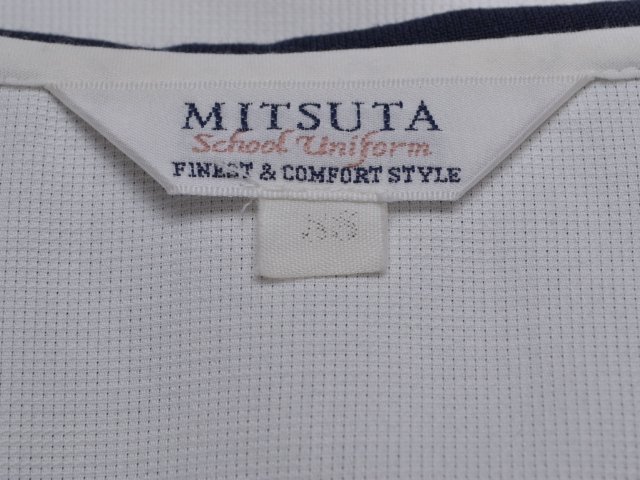 MITSUTA
School Uniform
FINEST & COMFORT STYLE